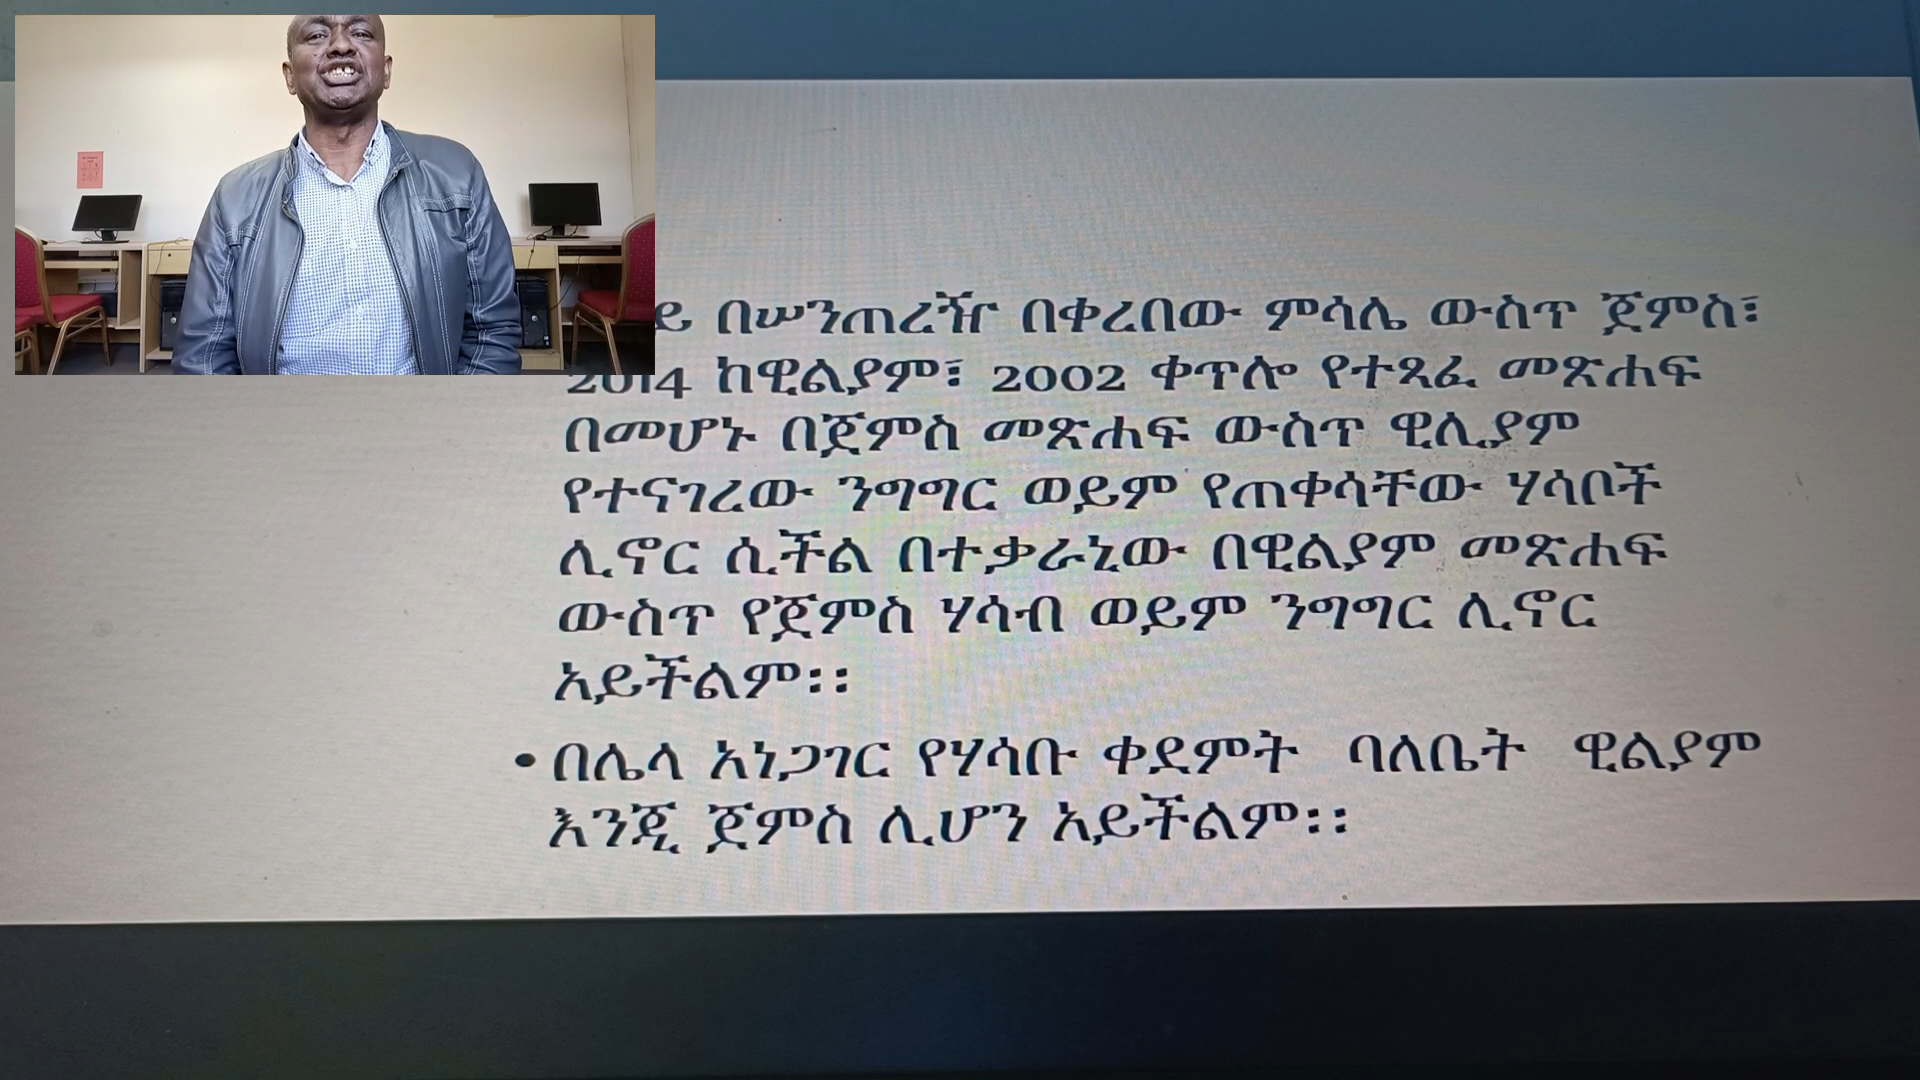 በሠንጠረዥ በቀረበው ምሳሌ ውስጥ ጀምስ፣
2014 ከዊልያም፣ 2002 ቀጥሎ የተጻፈ መጽሐፍ
በመሆኑ በጀምስ መጽሐፍ ውስጥ ዊሊያም
የተናገረው ንግግር ወይም የጠቀሳቸው ሃሳቦች
ሊኖር ሲችል በተቃራኒው በዊልያም መጽሐፍ
ውስጥ የጀምስ ሃሳብ ወይም ንግግር ሊኖር
አይችልም፡፡
• በሌላ አነጋገር የሃሳቡ ቀደምት ባለቤት ዊልያም
እንጂ ጀምስ ሊሆን አይችልም፡፡